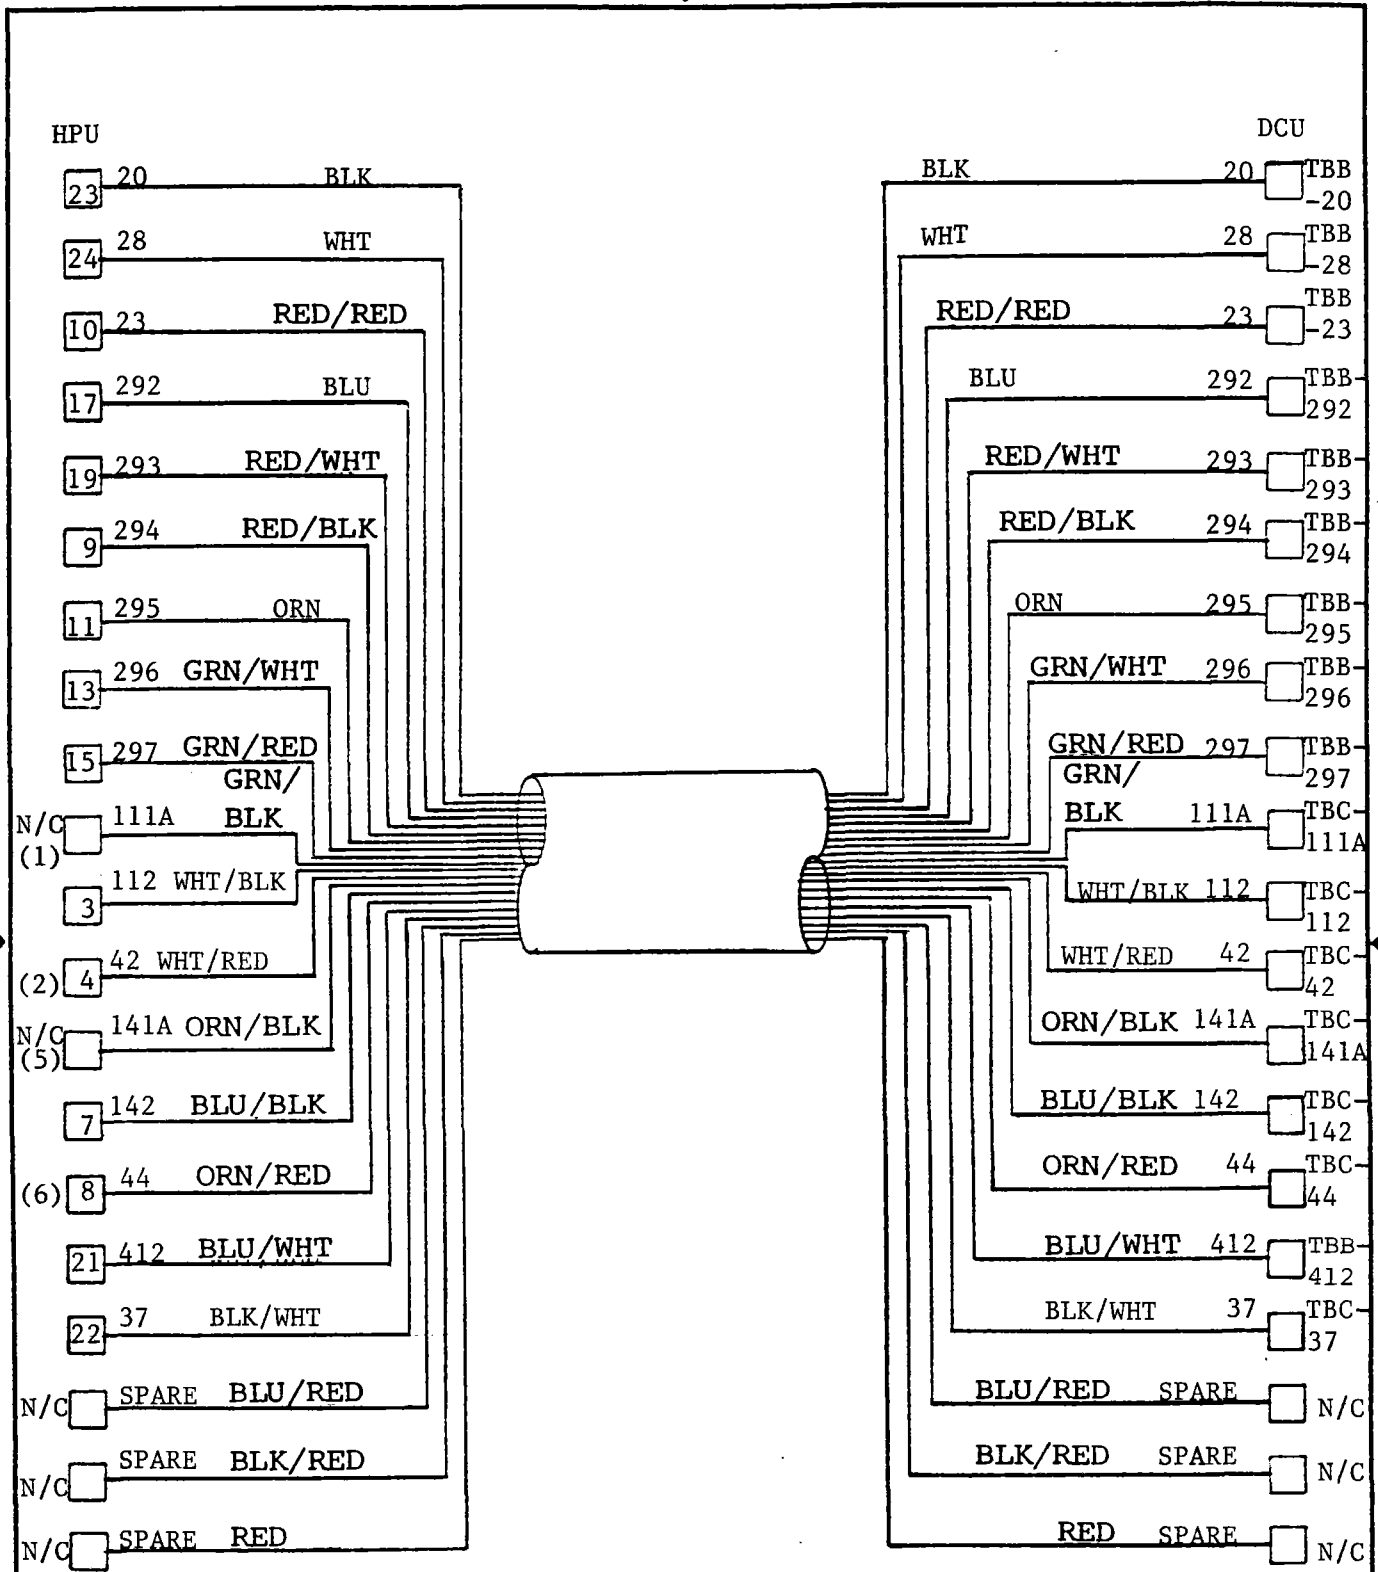 HPU DCU
23 20 BLK BLK 20 TBB
-20
24 28 WHT WHT 28 TBB
-28
10 23 RED/RED RED/RED 23 TBB
-23
17 292 BLU BLU 292 TBB-
292
19 293 RED/WHT RED/WHT 293 TBB-
293
9 294 RED/BLK RED/BLK 294 TBB-
294
11 295 ORN ORN 295 TBB-
295
13 296 GRN/WHT GRN/WHT 296 TBB-
296
15 297 GRN/RED GRN/RED 297 TBB-
297
GRN/ GRN/
N/C 111A BLK BLK 111A TBC-
(1) 111A
3 112 WHT/BLK WHT/BLK 112 TBC-
112
(2) 4 42 WHT/RED WHT/RED 42 TBC-
42
N/C 141A ORN/BLK ORN/BLK 141A TBC-
(5) 141A
7 142 BLU/BLK BLU/BLK 142 TBC-
142
(6) 8 44 ORN/RED ORN/RED 44 TBC-
44
21 412 BLU/WHT BLU/WHT 412 TBB-
412
22 37 BLK/WHT BLK/WHT 37 TBC-
37
N/C SPARE BLU/RED BLU/RED SPARE N/C
N/C SPARE BLK/RED BLK/RED SPARE N/C
N/C SPARE RED RED SPARE N/C